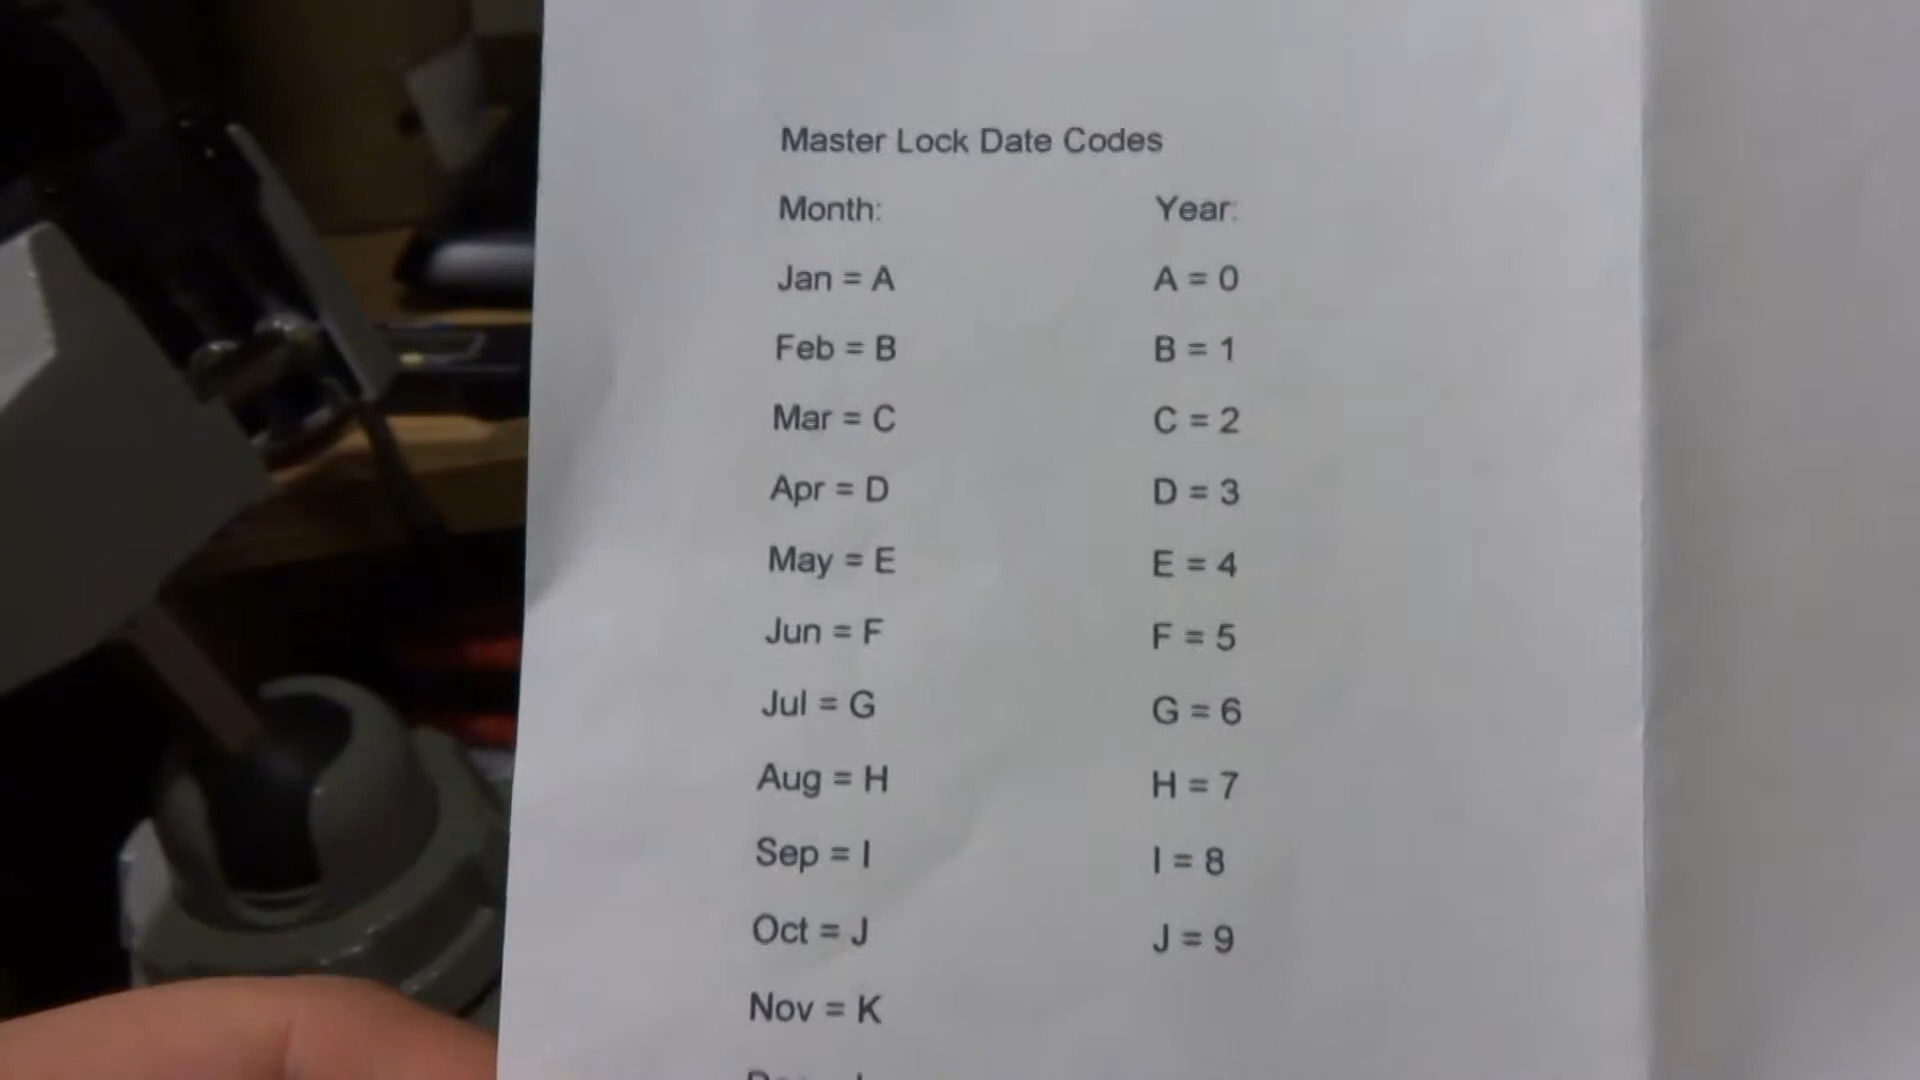 Master Lock Date Codes
Month: Year:
Jan = A A = 0
Feb = B B = 1
Mar = C C = 2
Apr = D D = 3
May = E E = 4
Jun = F F = 5
Jul = G G = 6
Aug = H H = 7
Sep = I I = 8
Oct = J J = 9
Nov = K